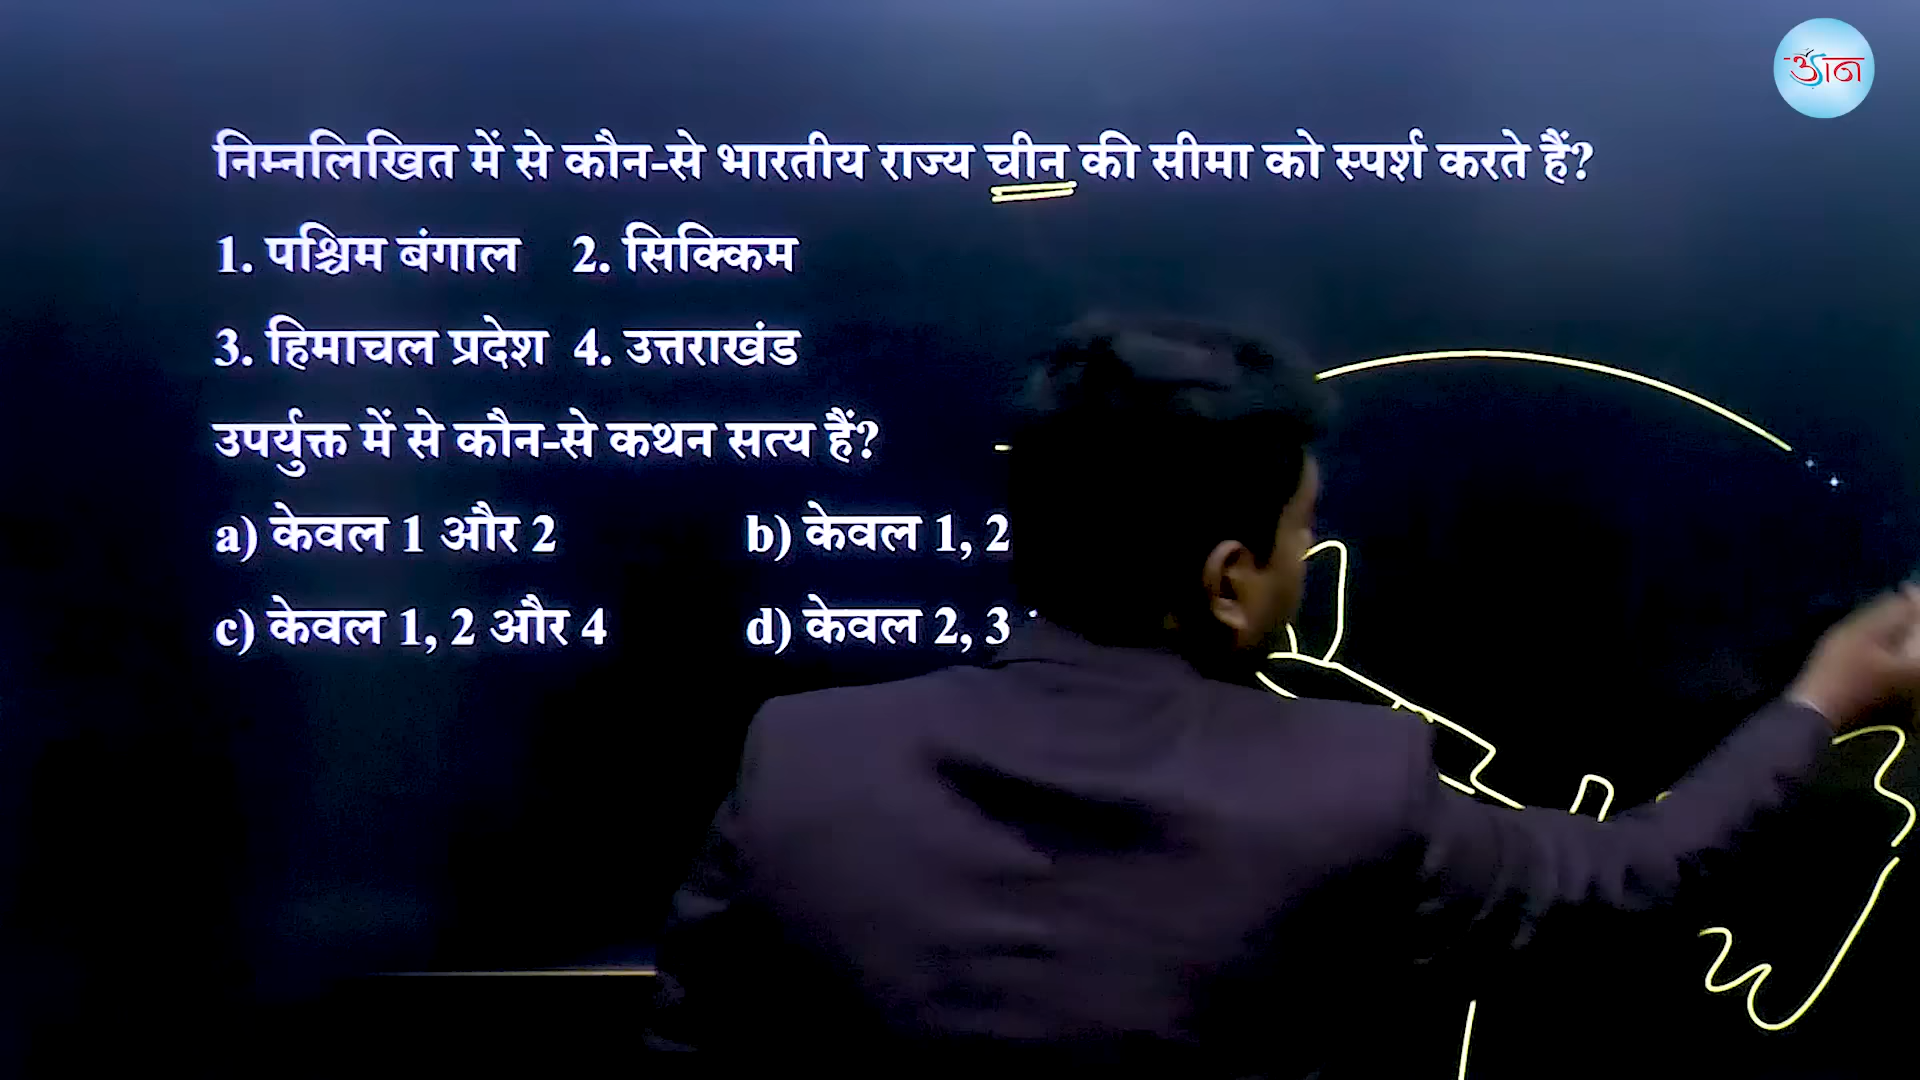 निम्नलिखित में से कौन-से भारतीय राज्य चीन की सीमा को स्पर्श करते हैं?
1. पश्चिम बंगाल 2. सिक्किम
3. हिमाचल प्रदेश 4. उत्तराखंड
उपर्युक्त में से कौन-से कथन सत्य हैं?
a) केवल 1 और 2 b) केवल 1, 2
c) केवल 1, 2 और 4 d) केवल 2, 3